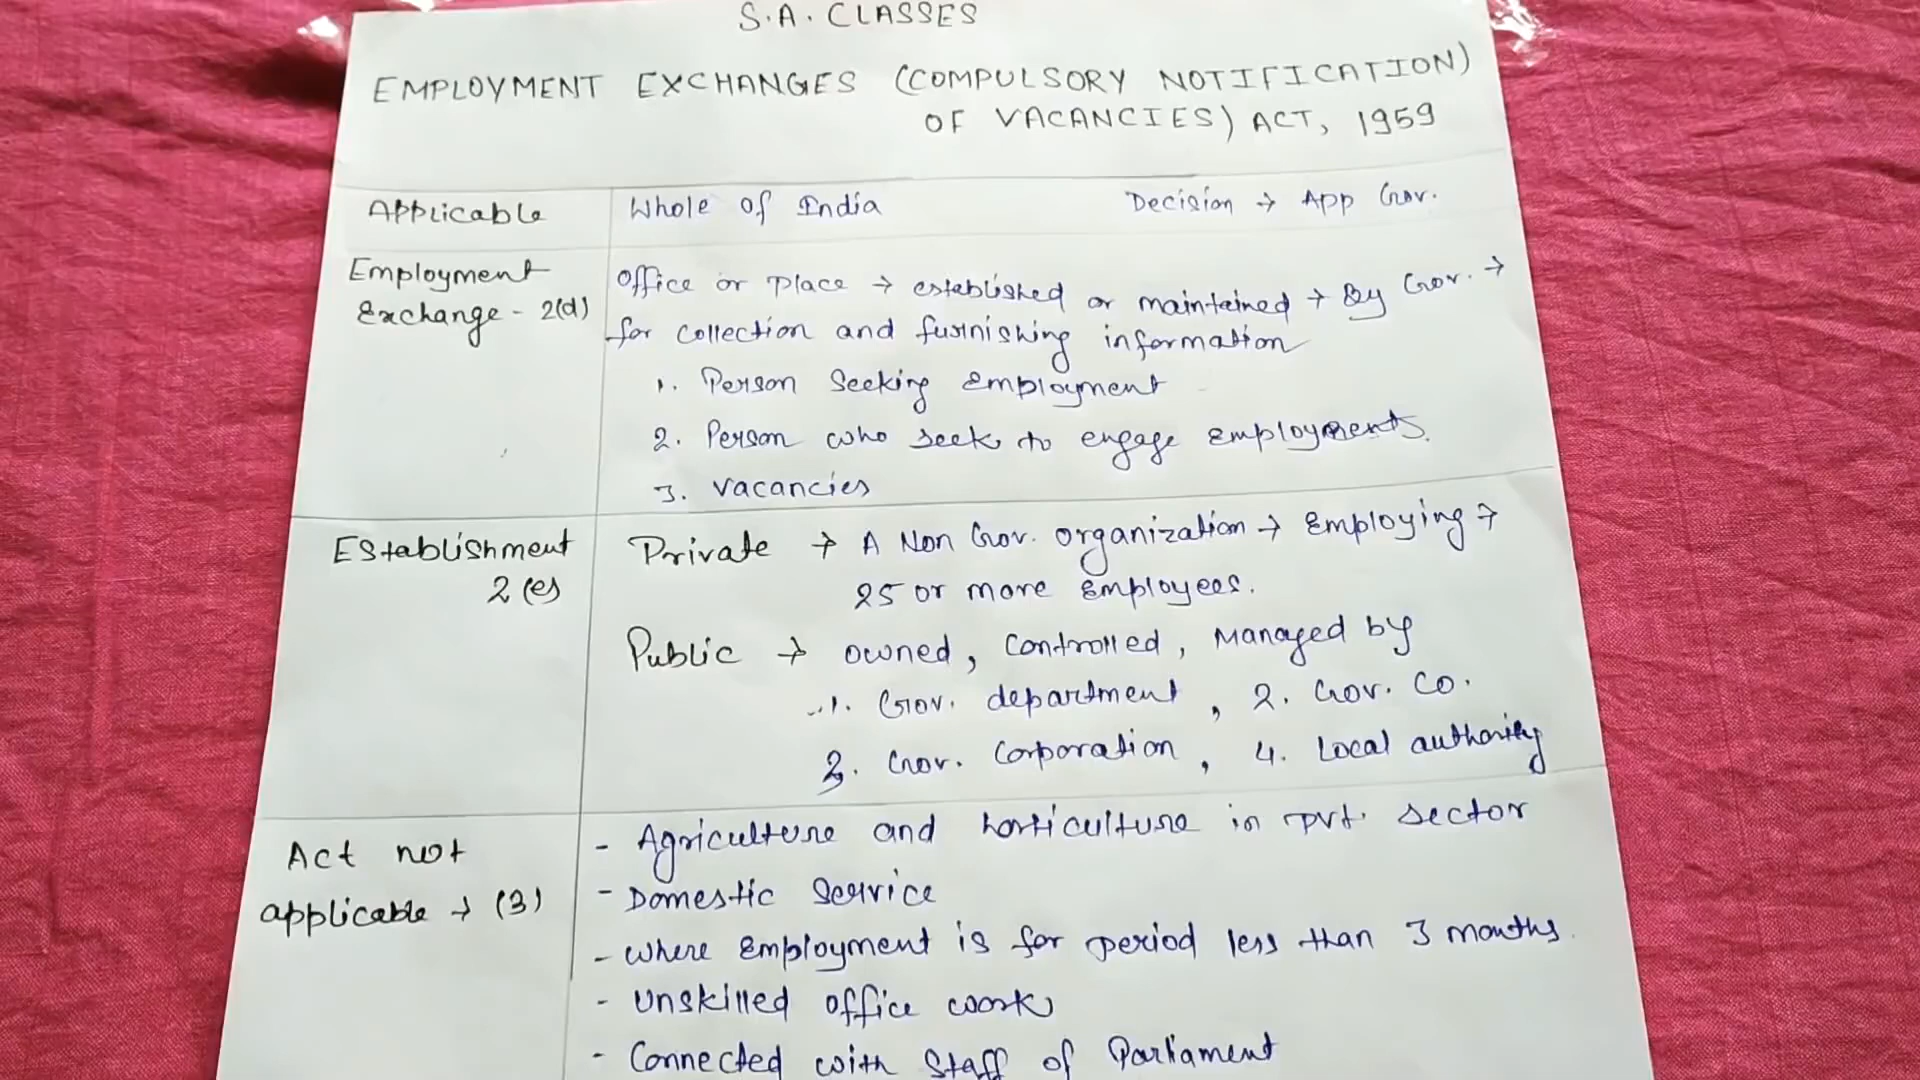 S.A. CLASSES
EMPLOYMENT EXCHANGES (COMPULSORY NOTIFICATION
OF VACANCIES) ACT, 1959
Applicable
Whole of India
Decision → App Gov.
Employment
Exchange - 2(d)
Office or Place → established or maintained → By Gov. →
for collection and furnishing information
1. Person Seeking Employment
2. Person who seek to engage employments.
3. Vacancies
Establishment
2(e)
Private → A Non Gov. organization → Employing →
25 or more employees.
Public → owned, controlled, Managed by
1. Gov. department, 2. Gov. Co.
3. Gov. Corporation, 4. Local authority
Act not
applicable → (3)
- Agriculture and horticulture in pvt. sector
- Domestic Service
- where Employment is for period less than 3 months.
- Unskilled office work
- Connected with Staff of Parliament